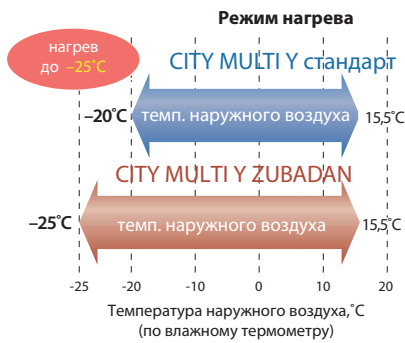 Режим нагрева
нагрев
до –25˚C
CITY MULTI Y стандарт
–20˚C
темп. наружного воздуха
15,5˚C
CITY MULTI Y ZUBADAN
–25˚C
темп. наружного воздуха
15,5˚C
-25 -20 -10 0 10 20
Температура наружного воздуха,˚C
(по влажному термометру)